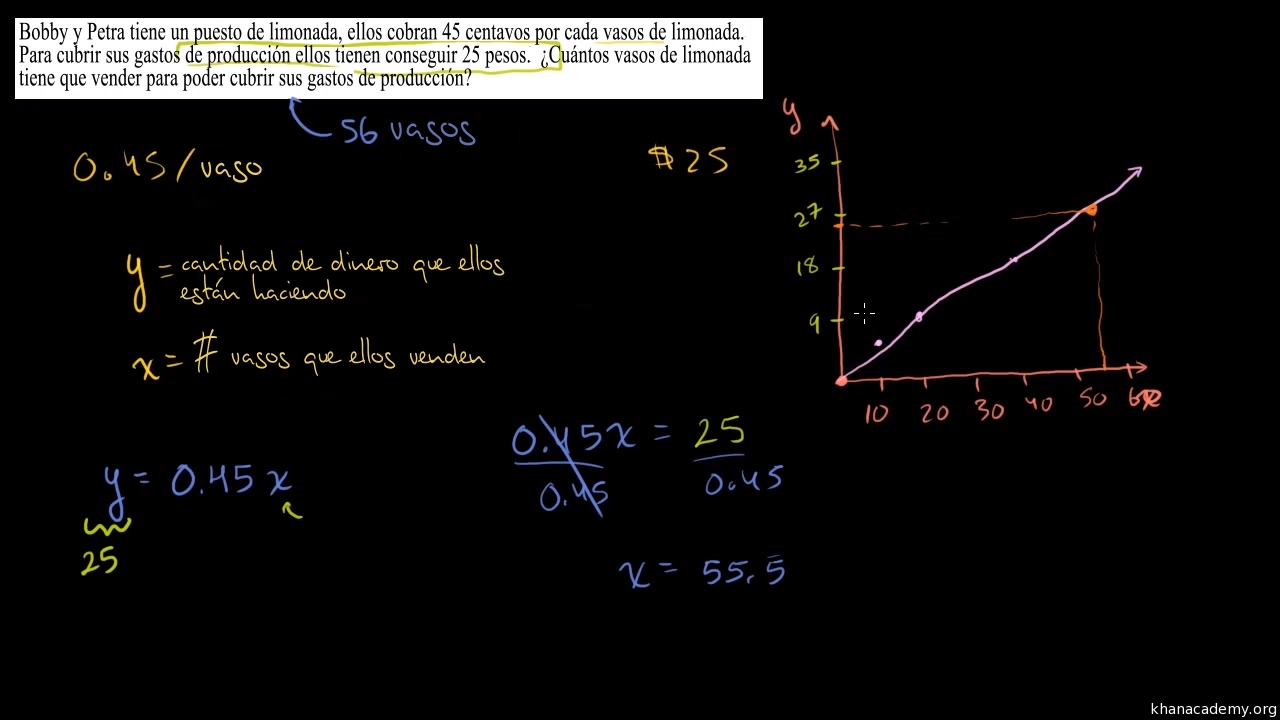 Bobby y Petra tiene un puesto de limonada, ellos cobran 45 centavos por cada vasos de limonada.
Para cubrir sus gastos de producción ellos tienen conseguir 25 pesos. ¿Cuántos vasos de limonada
tiene que vender para poder cubrir sus gastos de producción?
56 vasos
0.45/vaso
$25
y = cantidad de dinero que ellos
están haciendo
x = # vasos que ellos venden
y = 0.45x
25
0.45x = 25
0.45 0.45
x = 55.5
y
35
27
18
9
10 20 30 40 50 60
x
khanacademy.org